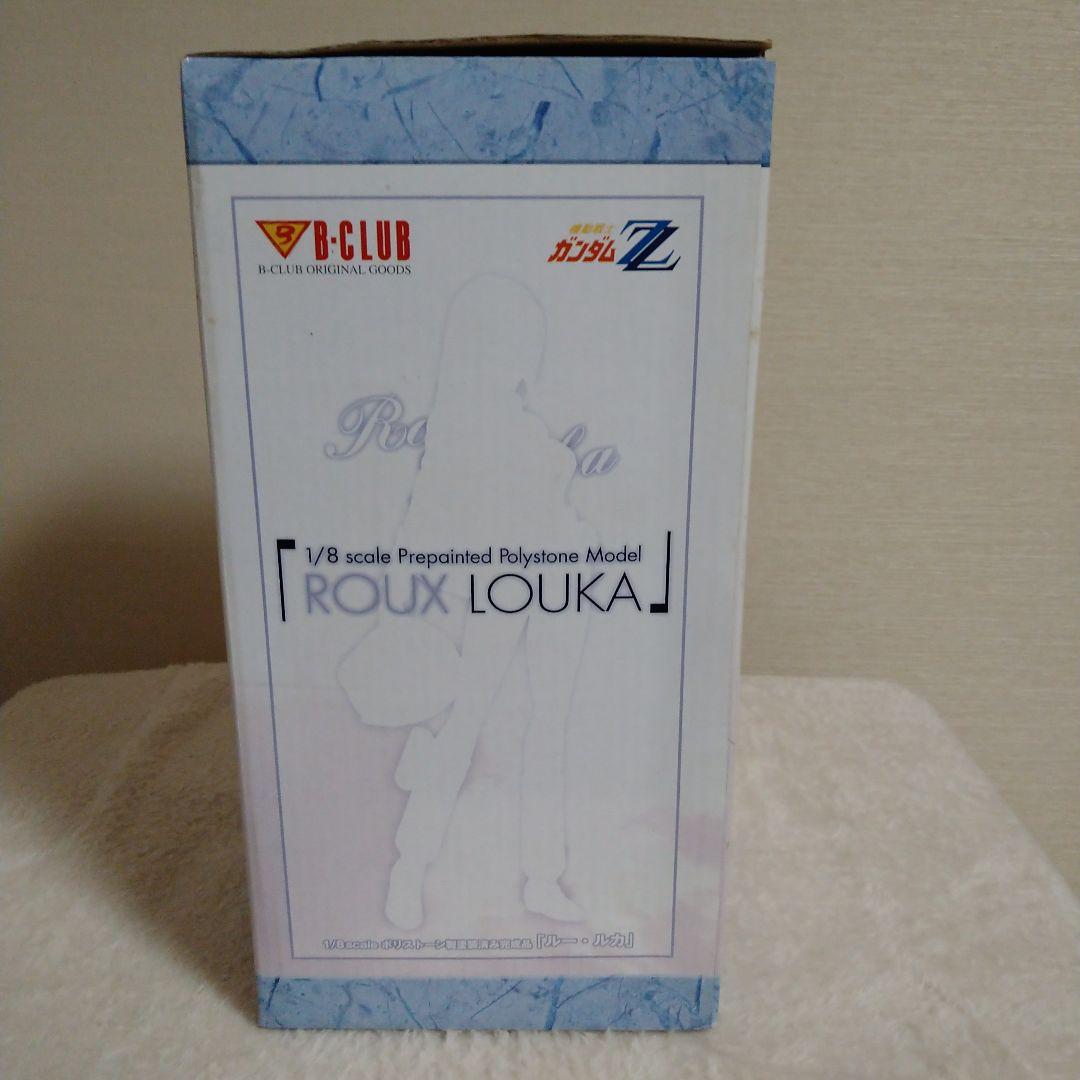 B-CLUB
B-CLUB ORIGINAL GOODS
機動戦士
ガンダムZZ
1/8 scale Prepainted Polystone Model
「ROUX LOUKA」
1/8scale ポリストーン製塗装済み完成品『ルー・ルカ』